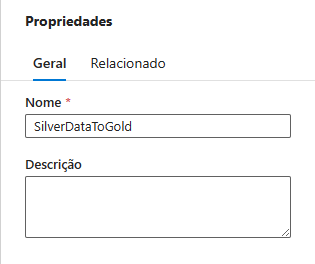 Propriedades
Geral Relacionado
Nome *
SilverDataToGold
Descrição